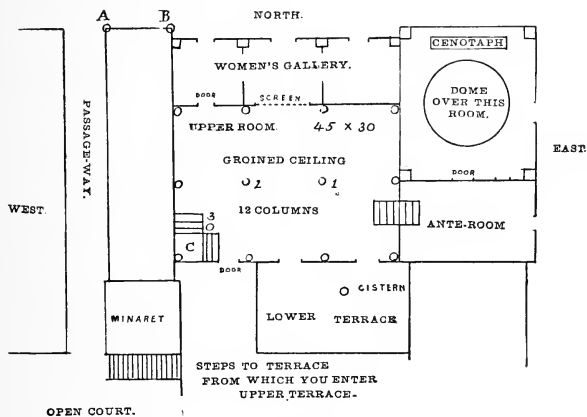 NORTH.
A
B
CENOTAPH
WOMEN'S GALLERY.
DOME
OVER THIS
ROOM.
DOOR
SCREEN
UPPER ROOM. 45 × 30
PASSAGE-WAY.
EAST.
GROINED CEILING
DOOR
2
1
WEST.
12 COLUMNS
3
ANTE-ROOM
C
DOOR
CISTERN
MINARET
LOWER TERRACE
STEPS TO TERRACE
FROM WHICH YOU ENTER
UPPER TERRACE-
OPEN COURT.